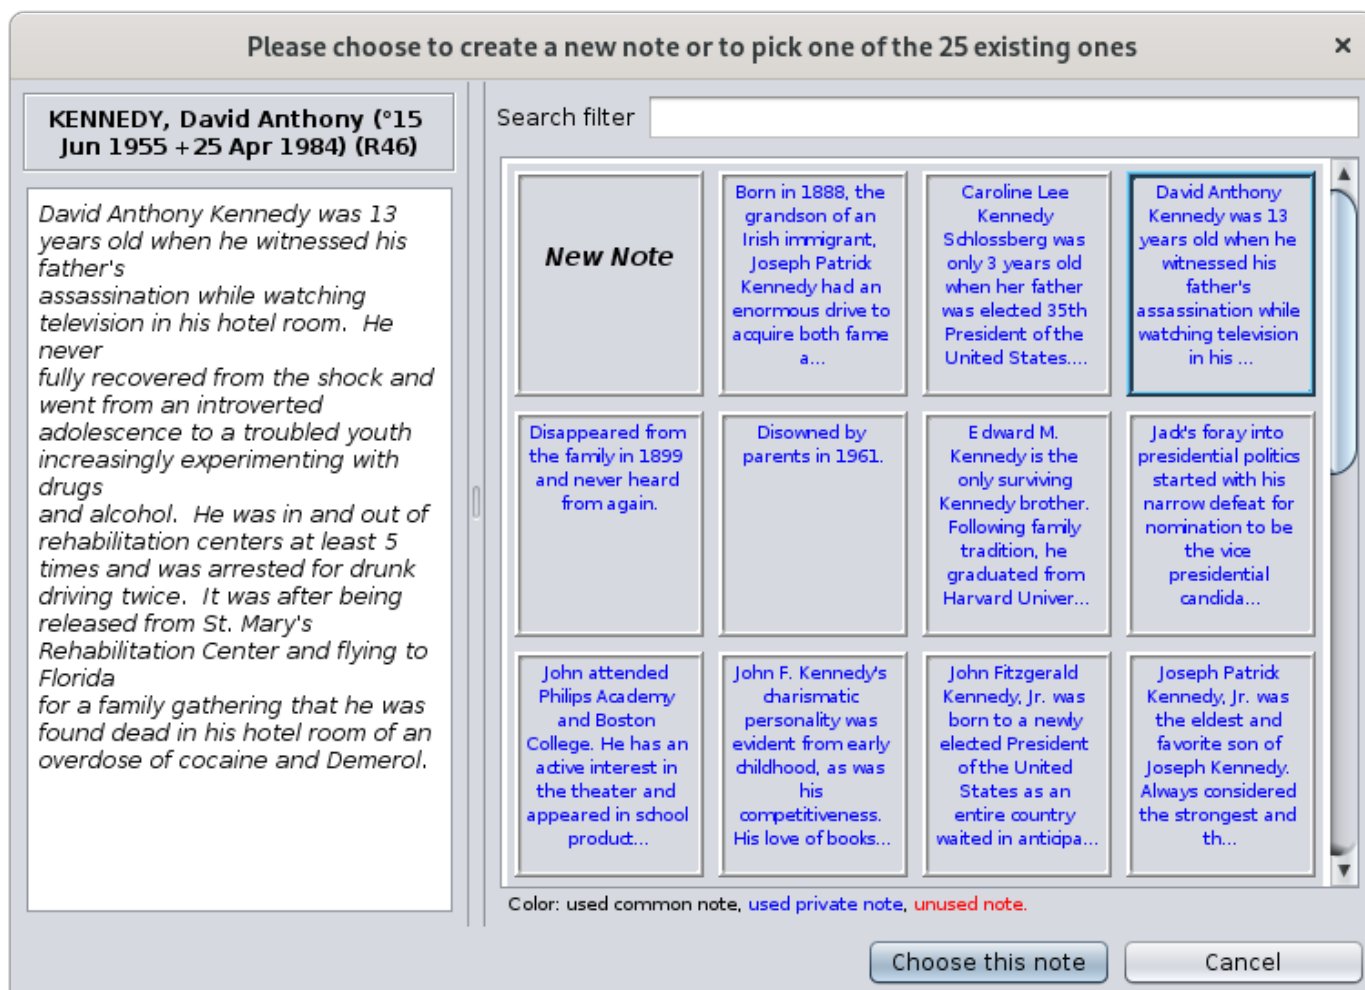 Please choose to create a new note or to pick one of the 25 existing ones
KENNEDY, David Anthony (°15
Jun 1955 +25 Apr 1984) (R46)
David Anthony Kennedy was 13
years old when he witnessed his
father's
assassination while watching
television in his hotel room.  He
never
fully recovered from the shock and
went from an introverted
adolescence to a troubled youth
increasingly experimenting with
drugs
and alcohol.  He was in and out of
rehabilitation centers at least 5
times and was arrested for drunk
driving twice.  It was after being
released from St. Mary's
Rehabilitation Center and flying to
Florida
for a family gathering that he was
found dead in his hotel room of an
overdose of cocaine and Demerol.
Search filter
New Note
Born in 1888, the
grandson of an
Irish immigrant,
Joseph Patrick
Kennedy had an
enormous drive to
acquire both fame
a...
Caroline Lee
Kennedy
Schlossberg was
only 3 years old
when her father
was elected 35th
President of the
United States....
David Anthony
Kennedy was 13
years old when he
witnessed his
father's
assassination while
watching television
in his ...
Disappeared from
the family in 1899
and never heard
from again.
Disowned by
parents in 1961.
Edward M.
Kennedy is the
only surviving
Kennedy brother.
Following family
tradition, he
graduated from
Harvard Univer...
Jack's foray into
presidential politics
started with his
narrow defeat for
nomination to be
the vice
presidential
candida...
John attended
Philips Academy
and Boston
College. He has an
active interest in
the theater and
appeared in school
product...
John F. Kennedy's
charismatic
personality was
evident from early
childhood, as was
his
competitiveness.
His love of books...
John Fitzgerald
Kennedy, Jr. was
born to a newly
elected President
of the United
States as an
entire country
waited in anticipa...
Joseph Patrick
Kennedy, Jr. was
the eldest and
favorite son of
Joseph Kennedy.
Always considered
the strongest and
th...
Color: used common note, used private note, unused note.
Choose this note
Cancel